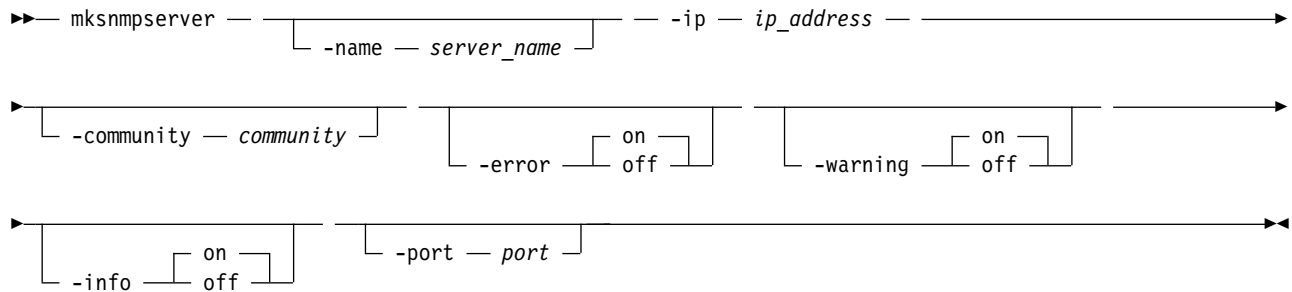 mksnmpserver -name server_name -ip ip_address
-community community -error on off -warning on off
-info on off -port port